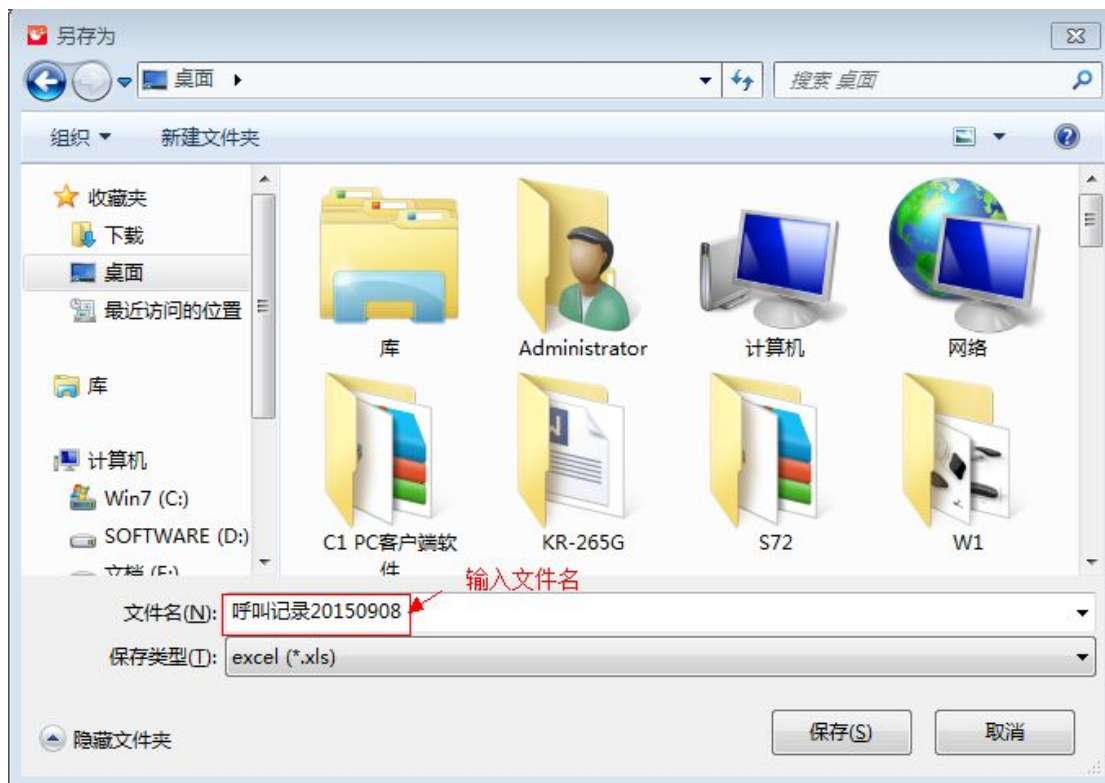 另存为
桌面
搜索 桌面
组织
新建文件夹
收藏夹
下载
桌面
最近访问的位置
库
计算机
Win7 (C:)
SOFTWARE (D:)
文档 (E:)
库
Administrator
计算机
网络
C1 PC客户端软件
KR-265G
S72
W1
输入文件名
文件名(N): 呼叫记录20150908
保存类型(T): excel (*.xls)
隐藏文件夹
保存(S)
取消